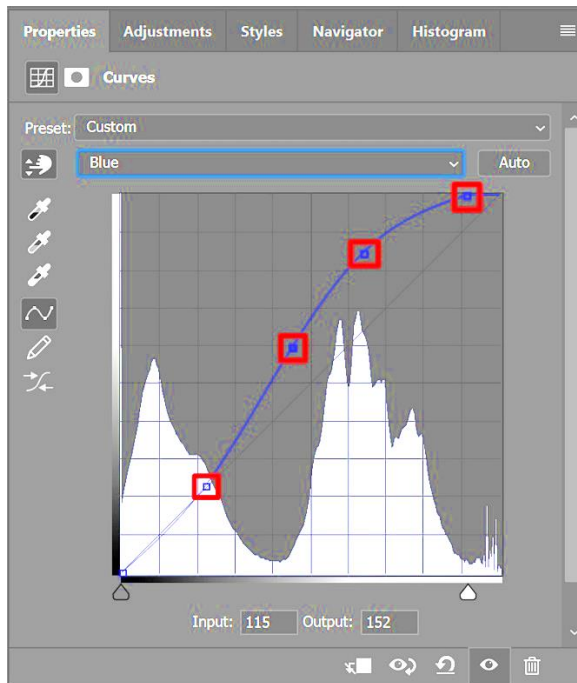 Properties Adjustments Styles Navigator Histogram
Curves
Preset: Custom
Blue Auto
Input: 115 Output: 152